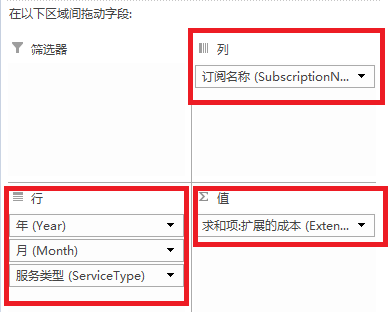 在以下区间拖动字段:
筛选器
列
订阅名称 (SubscriptionN...
行
年 (Year)
月 (Month)
服务类型 (ServiceType)
值
求和项:扩展的成本 (Exten...